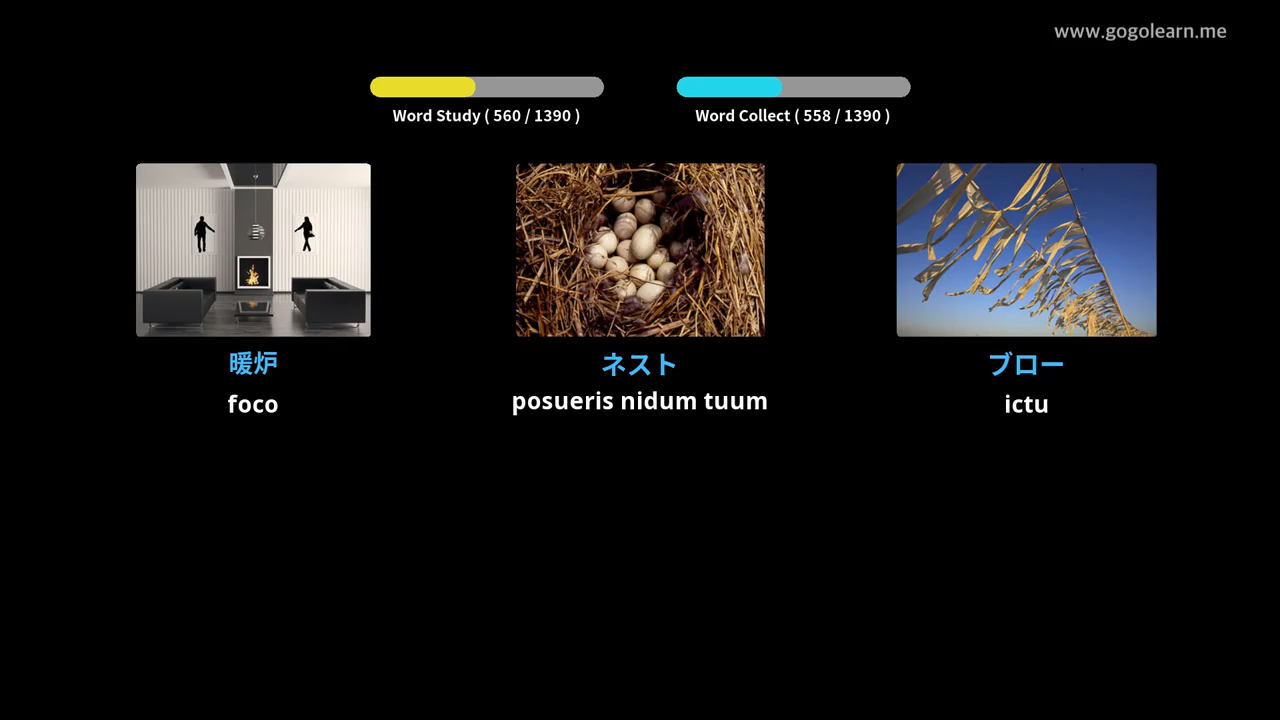 www.gogolearn.me
Word Study ( 560 / 1390 )
Word Collect ( 558 / 1390 )
暖炉
ネスト
ブロー
foco
posueris nidum tuum
ictu